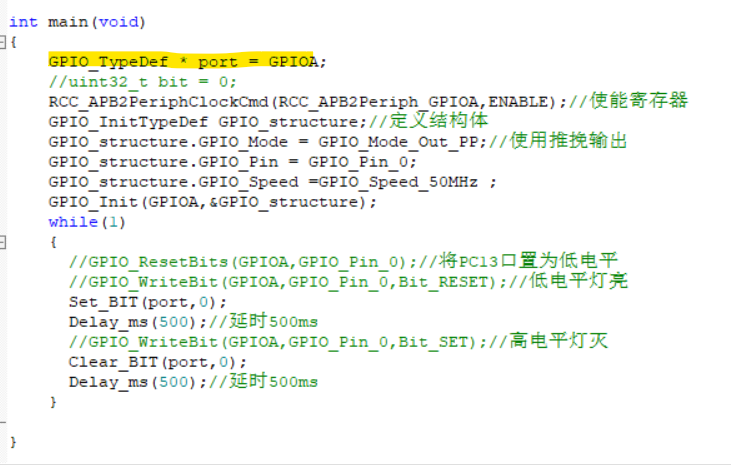 int main(void)
{
GPIO_TypeDef * port = GPIOA;
//uint32_t bit = 0;
RCC_APB2PeriphClockCmd(RCC_APB2Periph_GPIOA,ENABLE);//使能寄存器
GPIO_InitTypeDef GPIO_structure;//定义结构体
GPIO_structure.GPIO_Mode = GPIO_Mode_Out_PP;//使用推挽输出
GPIO_structure.GPIO_Pin = GPIO_Pin_0;
GPIO_structure.GPIO_Speed =GPIO_Speed_50MHz ;
GPIO_Init(GPIOA,&GPIO_structure);
while(1)
{
//GPIO_ResetBits(GPIOA,GPIO_Pin_0);//将PC13口置为低电平
//GPIO_WriteBit(GPIOA,GPIO_Pin_0,Bit_RESET);//低电平灯亮
Set_BIT(port,0);
Delay_ms(500);//延时500ms
//GPIO_WriteBit(GPIOA,GPIO_Pin_0,Bit_SET);//高电平灯灭
Clear_BIT(port,0);
Delay_ms(500);//延时500ms
}
}